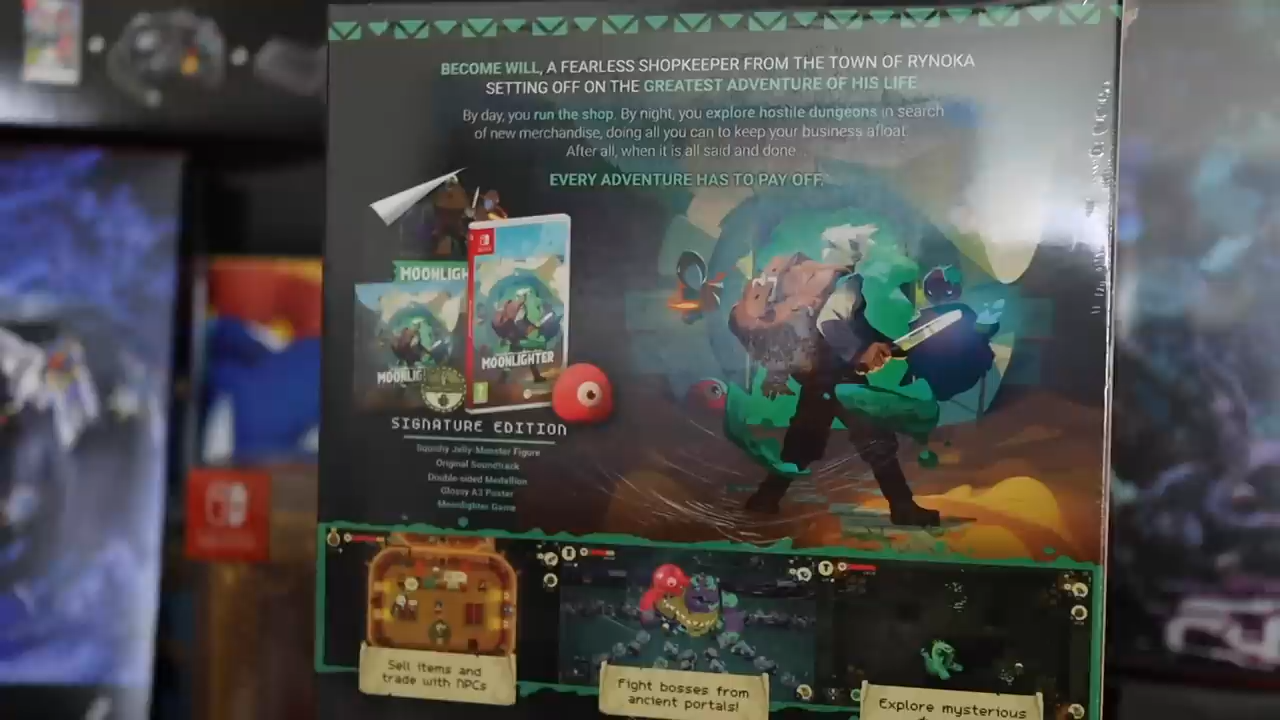 BECOME WILL, A FEARLESS SHOPKEEPER FROM THE TOWN OF RYNOKA
SETTING OFF ON THE GREATEST ADVENTURE OF HIS LIFE
By day, you run the shop. By night, you explore hostile dungeons in search
of new merchandise, doing all you can to keep your business afloat.
After all, when it is all said and done...
EVERY ADVENTURE HAS TO PAY OFF.
MOONLIGH
MOONLIGHTER
MOONLIG
SIGNATURE EDITION
Squishy Jelly-Monster Figure
Original Soundtrack
Double-sided Medallion
Glossy A3 Poster
Moonlighter Game
Sell items and
trade with NPCs
Fight bosses from
ancient portals!
Explore mysterious